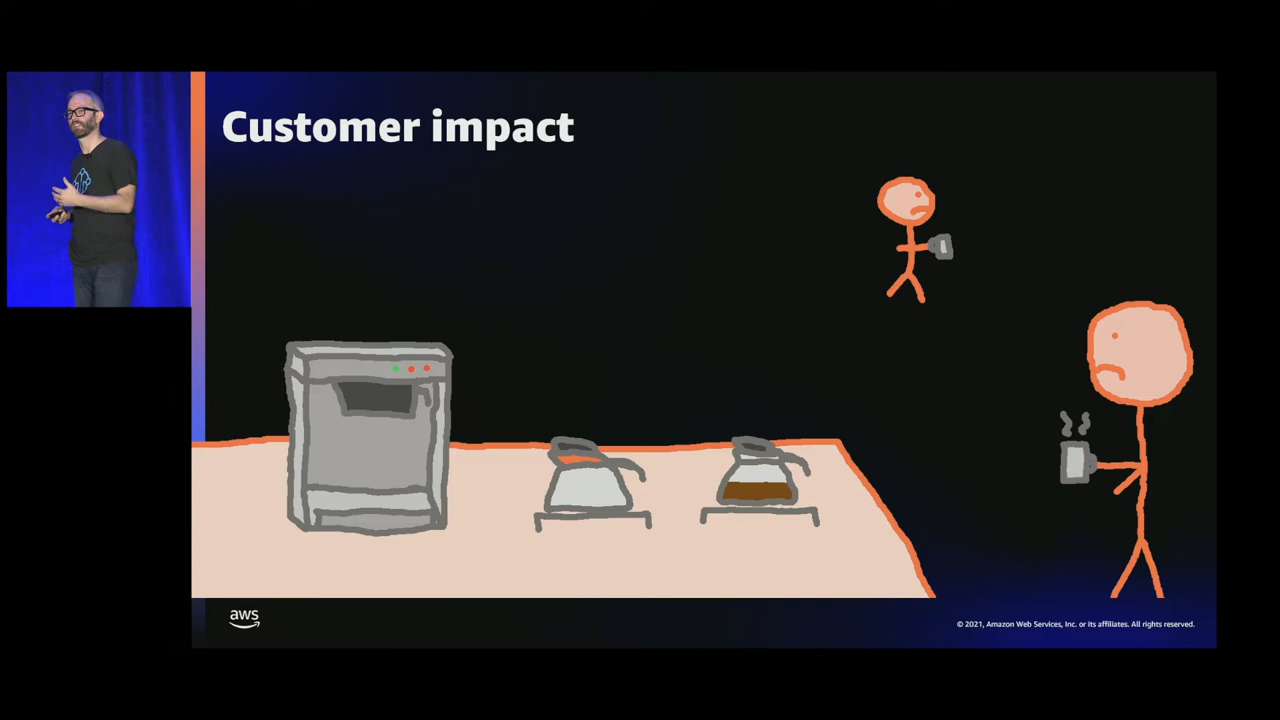 Customer impact
aws
© 2021, Amazon Web Services, Inc. or its affiliates. All rights reserved.